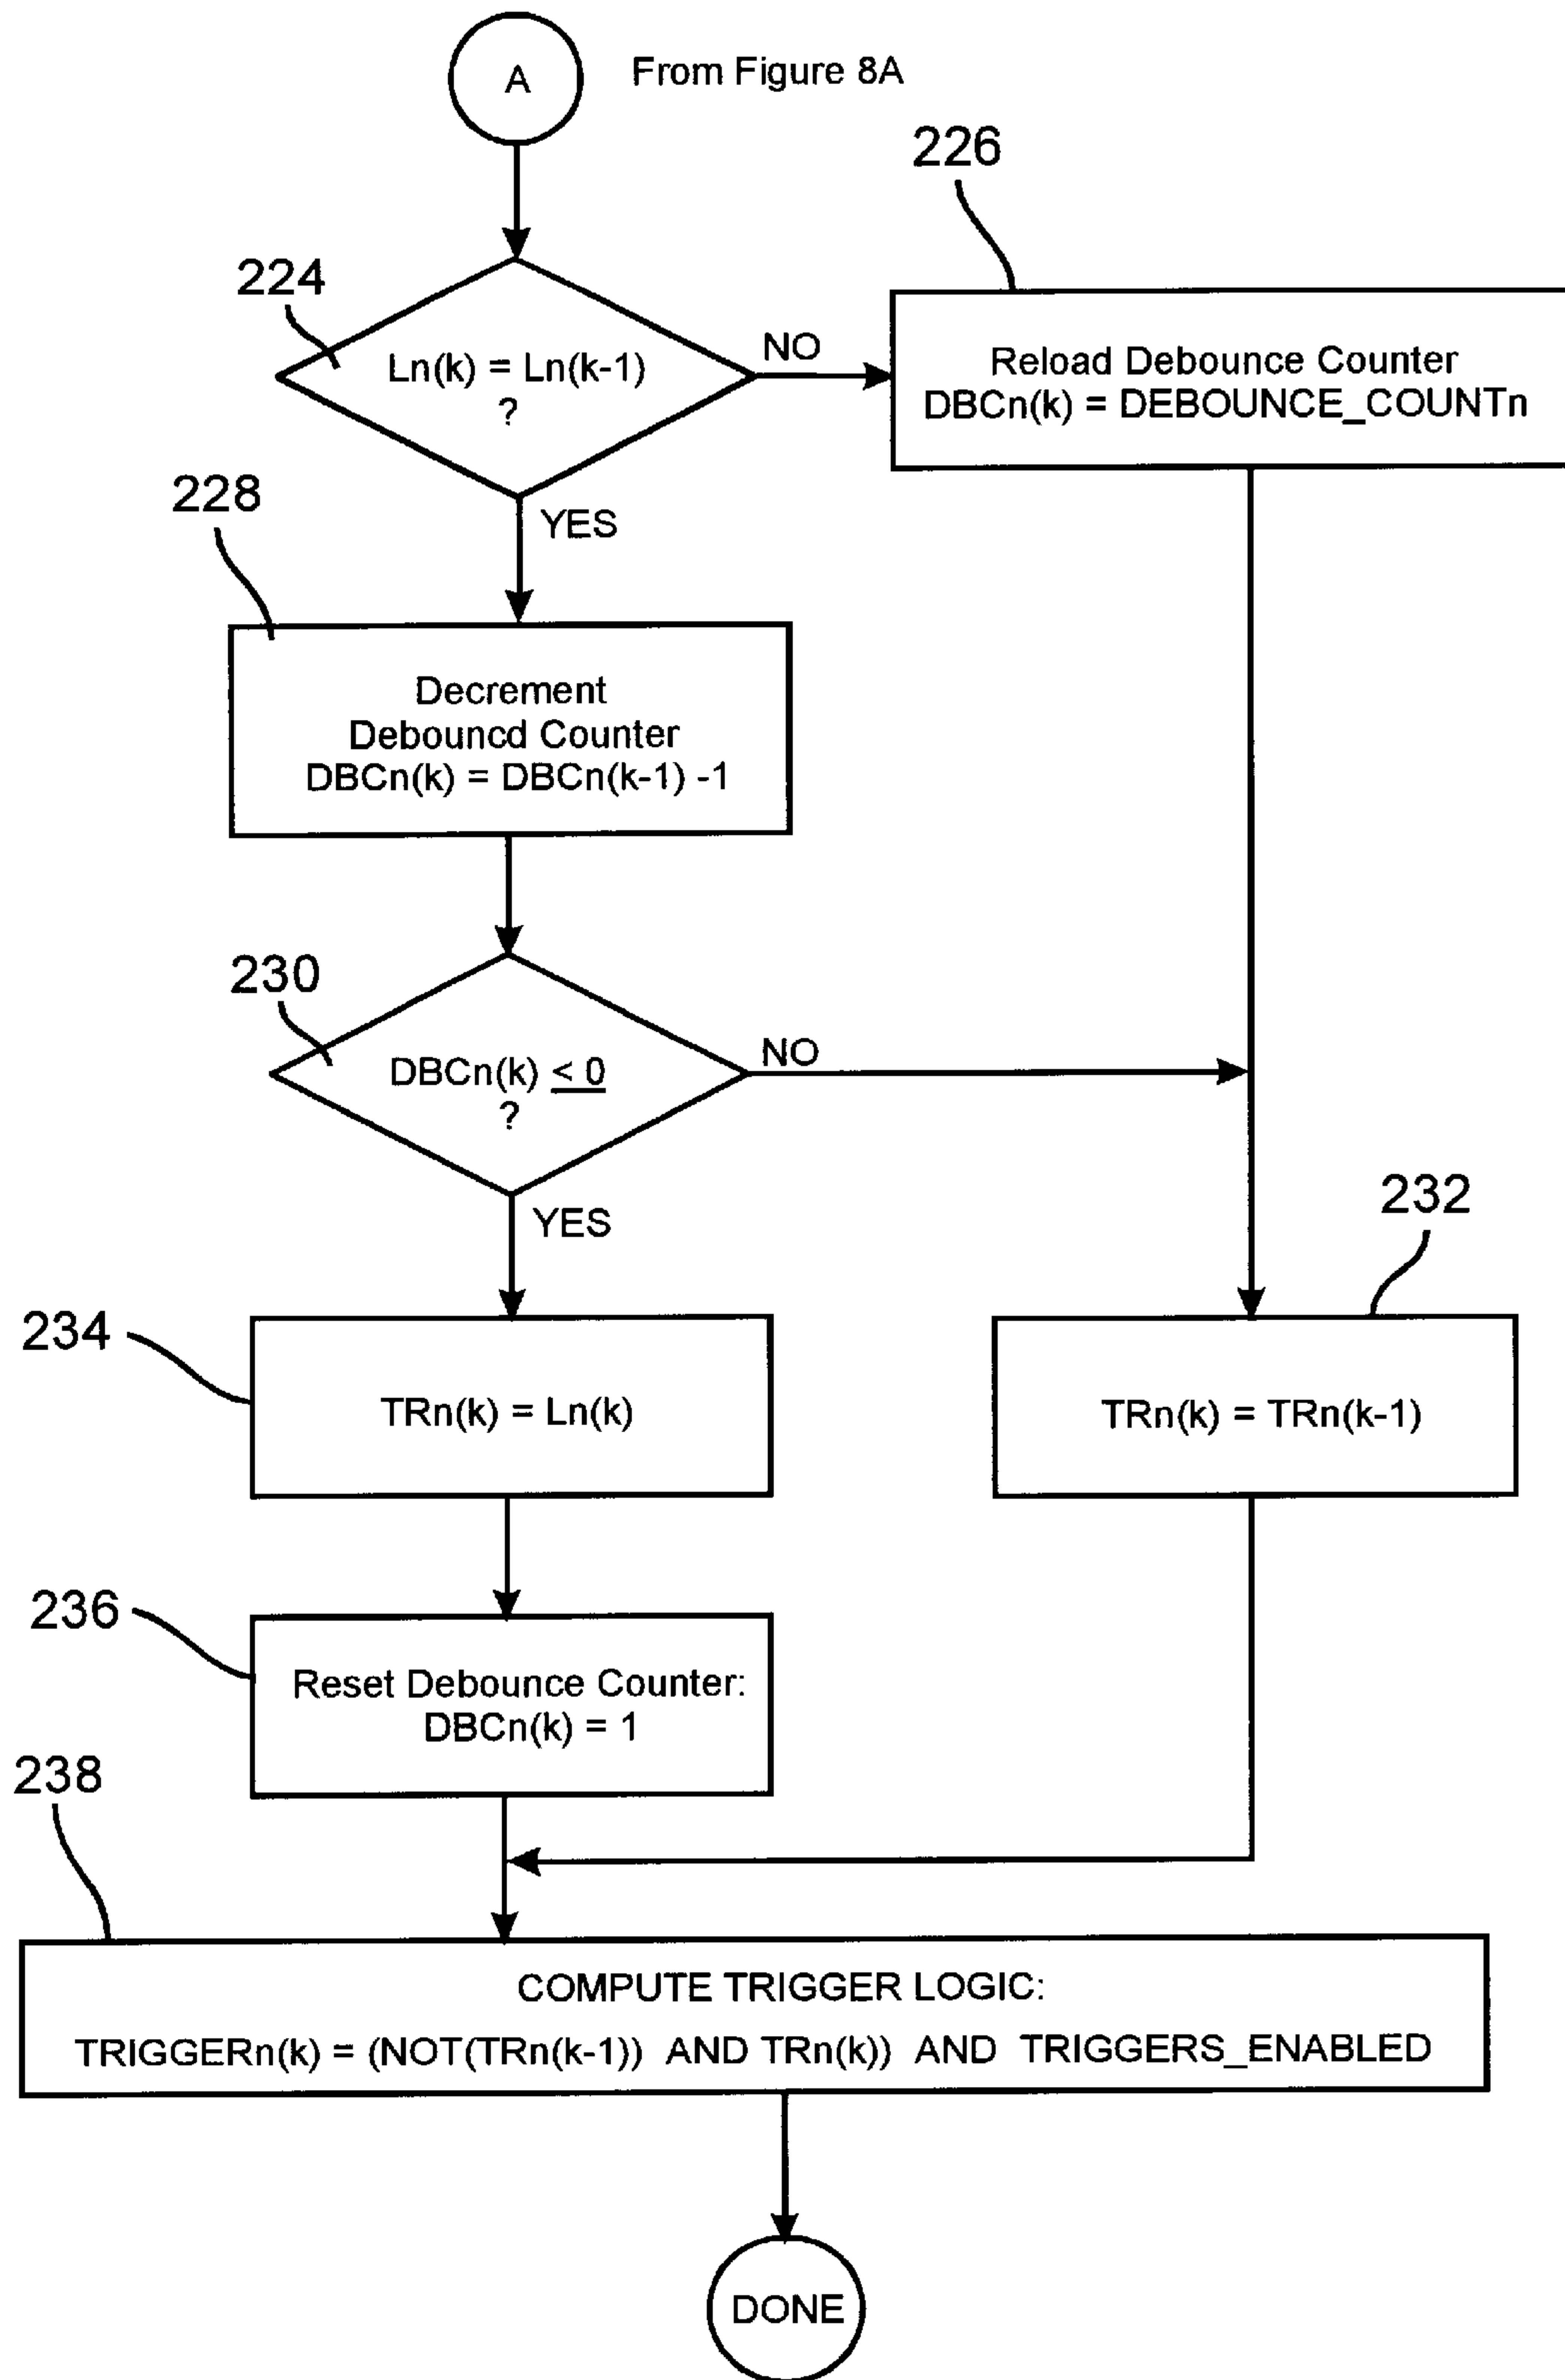 A
From Figure 8A
226
224
Ln(k) = Ln(k-1)
?
NO
Reload Debounce Counter
DBCn(k) = DEBOUNCE_COUNTn
228
YES
Decrement
Debouncd Counter
DBCn(k) = DBCn(k-1) -1
230
DBCn(k) < 0
?
NO
YES
232
234
TRn(k) = Ln(k)
TRn(k) = TRn(k-1)
236
Reset Debounce Counter:
DBCn(k) = 1
238
COMPUTE TRIGGER LOGIC:
TRIGGERn(k) = (NOT(TRn(k-1)) AND TRn(k)) AND TRIGGERS_ENABLED
DONE